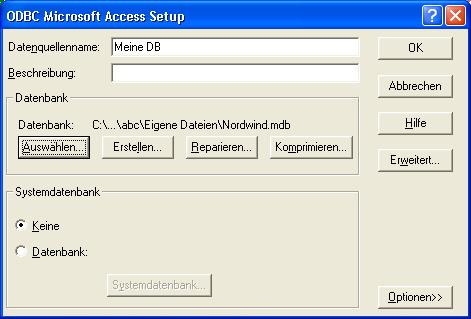 ODBC Microsoft Access Setup
Datenquellenname: Meine DB
OK
Beschreibung:
Abbrechen
Datenbank
Datenbank: C:\...\abc\Eigene Dateien\Nordwind.mdb
Hilfe
Auswählen... Erstellen... Reparieren... Komprimieren...
Erweitert...
Systemdatenbank
Keine
Datenbank:
Systemdatenbank...
Optionen>>